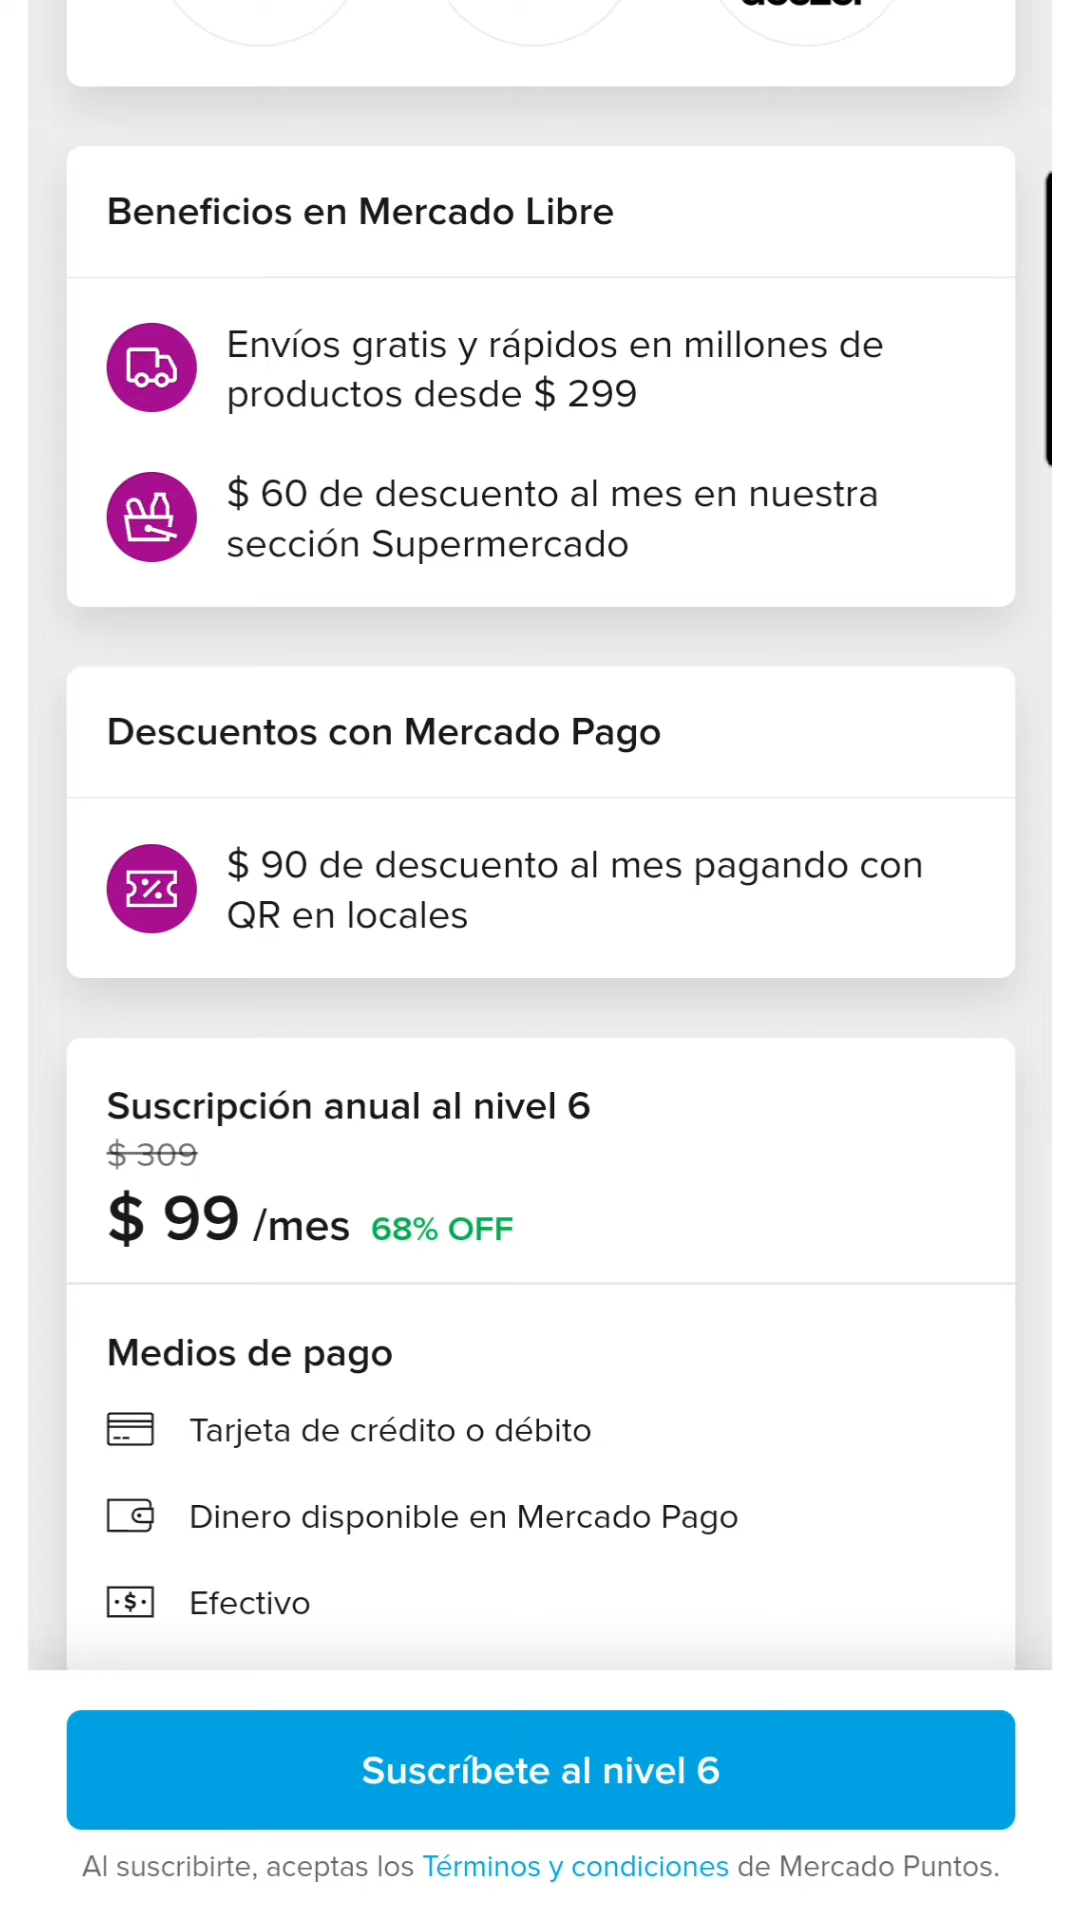 Beneficios en Mercado Libre
Envíos gratis y rápidos en millones de
productos desde $ 299
$ 60 de descuento al mes en nuestra
sección Supermercado
Descuentos con Mercado Pago
$ 90 de descuento al mes pagando con
QR en locales
Suscripción anual al nivel 6
$ 309
$ 99 /mes 68% OFF
Medios de pago
Tarjeta de crédito o débito
Dinero disponible en Mercado Pago
Efectivo
Suscríbete al nivel 6
Al suscribirte, aceptas los Términos y condiciones de Mercado Puntos.